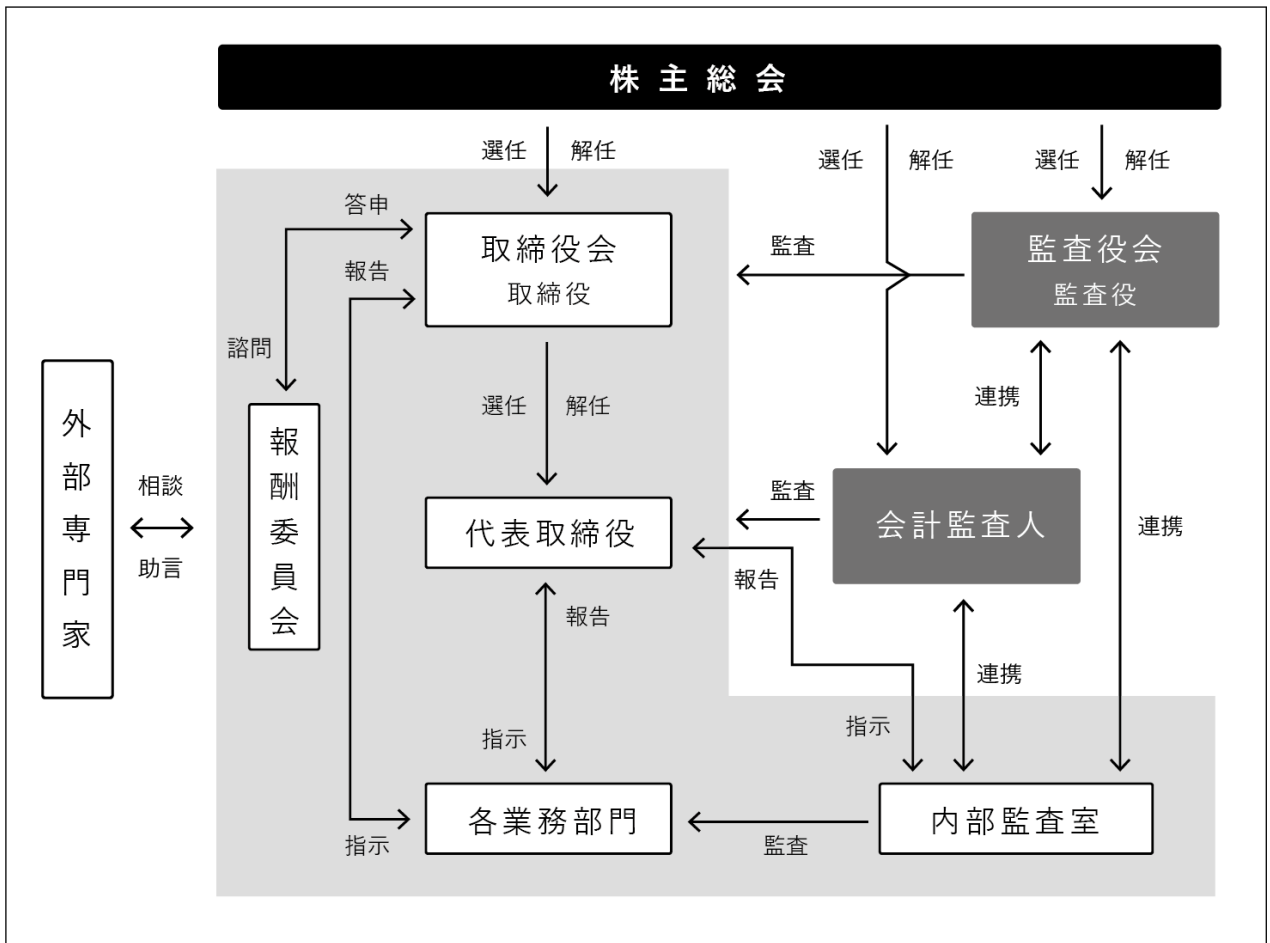 株主総会
選任
解任
選任
解任
選任
解任
答申
取締役会
取締役
監査
監査役会
監査役
報告
諮問
外部専門家
相談
助言
報酬委員会
選任
解任
連携
代表取締役
監査
会計監査人
連携
報告
報告
連携
指示
指示
各業務部門
内部監査室
指示
監査